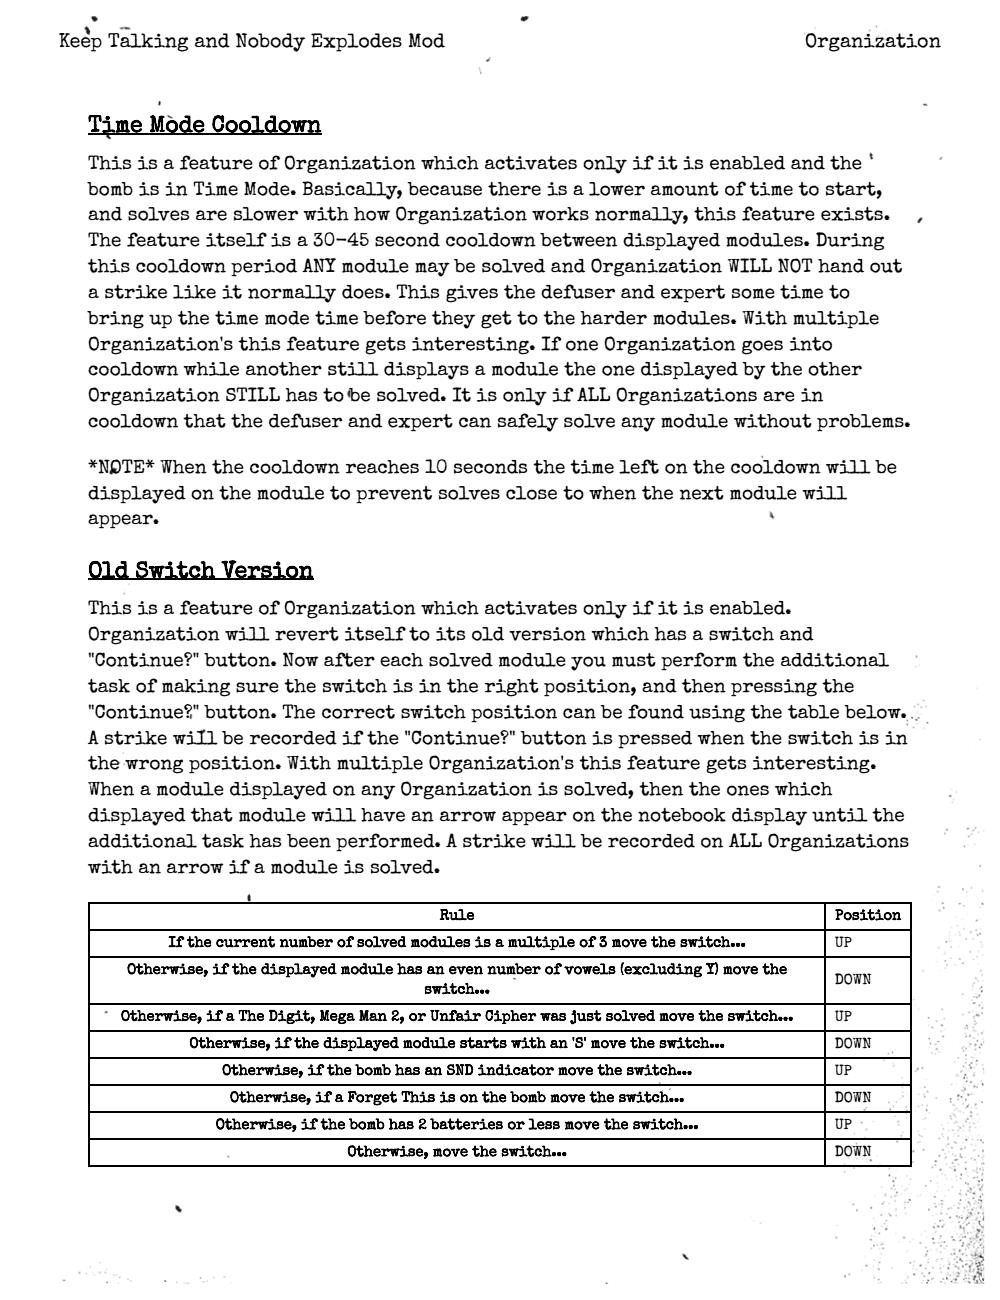 Keep Talking and Nobody Explodes Mod
Organization
Time Mode Cooldown
This is a feature of Organization which activates only if it is enabled and the
bomb is in Time Mode. Basically, because there is a lower amount of time to start,
and solves are slower with how Organization works normally, this feature exists.
The feature itself is a 30-45 second cooldown between displayed modules. During
this cooldown period ANY module may be solved and Organization WILL NOT hand out
a strike like it normally does. This gives the defuser and expert some time to
bring up the time mode time before they get to the harder modules. With multiple
Organization's this feature gets interesting. If one Organization goes into
cooldown while another still displays a module the one displayed by the other
Organization STILL has to be solved. It is only if ALL Organizations are in
cooldown that the defuser and expert can safely solve any module without problems.
*NOTE* When the cooldown reaches 10 seconds the time left on the cooldown will be
displayed on the module to prevent solves close to when the next module will
appear.
Old Switch Version
This is a feature of Organization which activates only if it is enabled.
Organization will revert itself to its old version which has a switch and
"Continue?" button. Now after each solved module you must perform the additional
task of making sure the switch is in the right position, and then pressing the
"Continue?" button. The correct switch position can be found using the table below.
A strike will be recorded if the "Continue?" button is pressed when the switch is in
the wrong position. With multiple Organization's this feature gets interesting.
When a module displayed on any Organization is solved, then the ones which
displayed that module will have an arrow appear on the notebook display until the
additional task has been performed. A strike will be recorded on ALL Organizations
with an arrow if a module is solved.
Rule Position
If the current number of solved modules is a multiple of 3 move the switch... UP
Otherwise, if the displayed module has an even number of vowels (excluding Y) move the
switch... DOWN
Otherwise, if a The Digit, Mega Man 2, or Unfair Cipher was just solved move the switch... UP
Otherwise, if the displayed module starts with an 'S' move the switch... DOWN
Otherwise, if the bomb has an SND indicator move the switch... UP
Otherwise, if a Forget This is on the bomb move the switch... DOWN
Otherwise, if the bomb has 2 batteries or less move the switch... UP
Otherwise, move the switch... DOWN